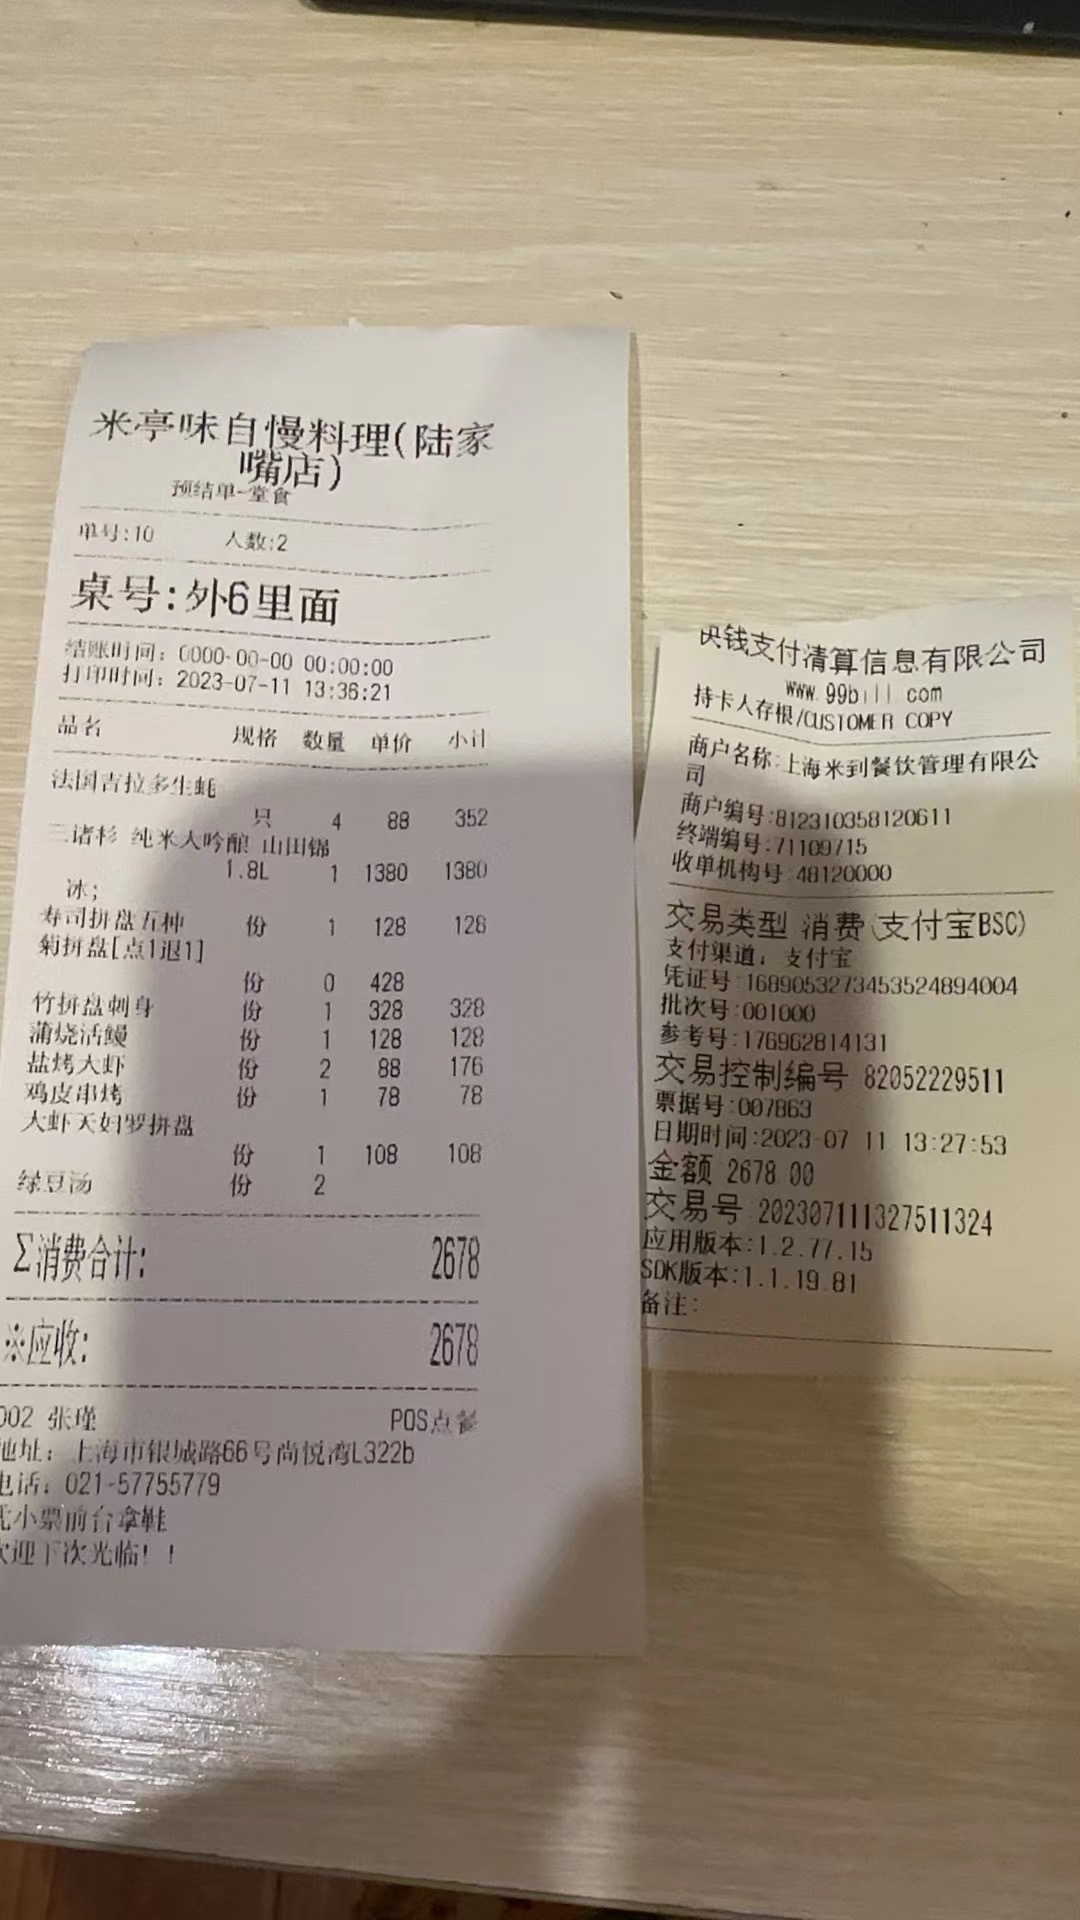 米亭味自慢料理(陆家
嘴店)
预结单-堂食
单号:10 人数:2
桌号:外6里面
结账时间: 0000-00-00 00:00:00
打印时间: 2023-07-11 13:36:21
品名 规格 数量 单价 小计
法国吉拉多生蚝
只 4 88 352
三诸杉 纯米大吟酿 山田锦
1.8L 1 1380 1380
冰;
寿司拼盘五种 份 1 128 128
菊拼盘[点1退1]
份 0 428
竹拼盘刺身 份 1 328 328
蒲烧活鳗 份 1 128 128
盐烤大虾 份 2 88 176
鸡皮串烤 份 1 78 78
大虾天妇罗拼盘
份 1 108 108
绿豆汤 份 2
Σ消费合计: 2678
※应收: 2678
002 张瑾 POS点餐
地址: 上海市银城路66号尚悦湾L322b
电话: 021-57755779
凭小票前台拿鞋
欢迎下次光临!!
快钱支付清算信息有限公司
www.99bill.com
持卡人存根/CUSTOMER COPY
商户名称:上海米到餐饮管理有限公
司
商户编号:812310358120611
终端编号:71109715
收单机构号:48120000
交易类型 消费(支付宝BSC)
支付渠道: 支付宝
凭证号:16890532734535248940​04
批次号:001000
参考号:176962814131
交易控制编号 82052229511
票据号:007863
日期时间:2023-07 11 13:27:53
金额 2678 00
交易号 202307111327511324
应用版本:1.2.77.15
SDK版本:1.1.19.81
备注: